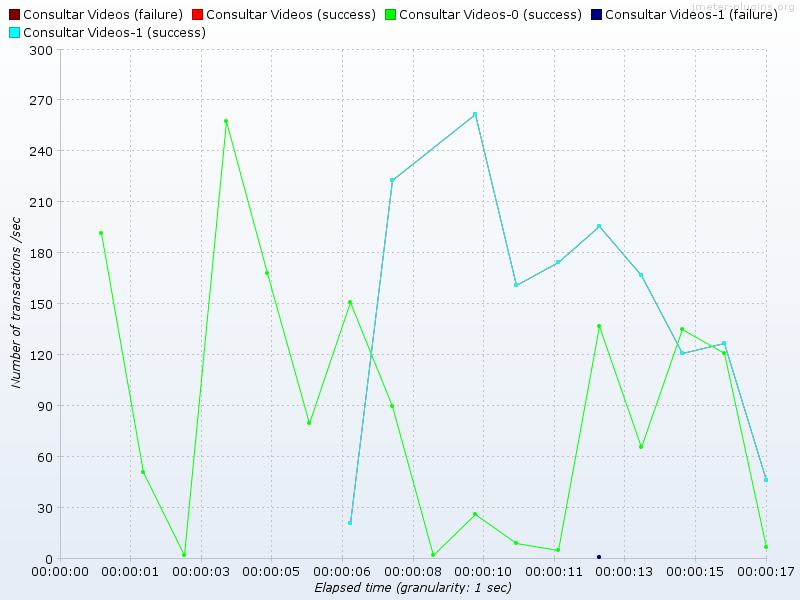 jmeter-plugins.org
Consultar Videos (failure) Consultar Videos (success) Consultar Videos-0 (success) Consultar Videos-1 (failure)
Consultar Videos-1 (success)
300
270
240
210
180
150
120
90
60
30
0
Number of transactions /sec
00:00:00 00:00:01 00:00:03 00:00:05 00:00:06 00:00:08 00:00:10 00:00:11 00:00:13 00:00:15 00:00:17
Elapsed time (granularity: 1 sec)